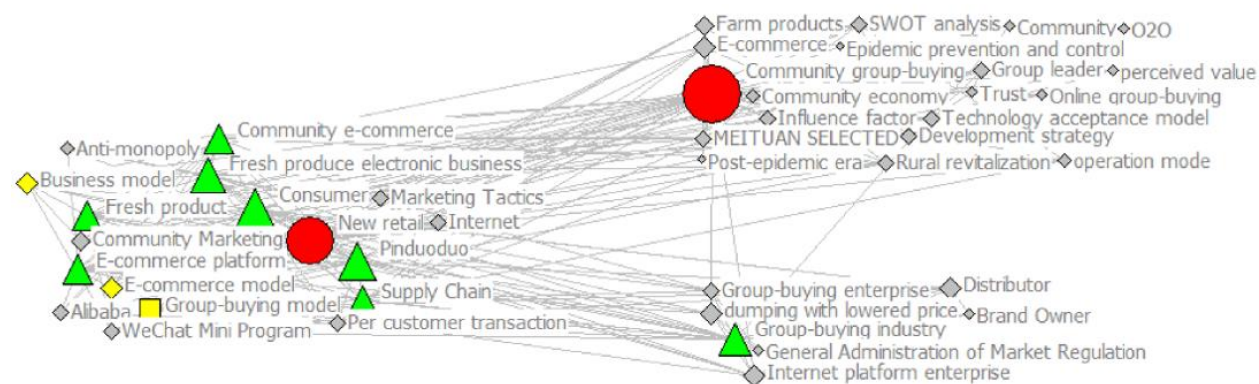 Farm products
SWOT analysis
Community
O2O
E-commerce
Epidemic prevention and control
Community group-buying
Group leader
perceived value
Community economy
Trust
Online group-buying
Influence factor
Technology acceptance model
MEITUAN SELECTED
Development strategy
Post-epidemic era
Rural revitalization
operation mode
Community e-commerce
Anti-monopoly
Fresh produce electronic business
Business model
Consumer
Marketing Tactics
Fresh product
New retail
Internet
Community Marketing
Pinduoduo
E-commerce platform
E-commerce model
Supply Chain
Group-buying model
Alibaba
Per customer transaction
WeChat Mini Program
Group-buying enterprise
Distributor
dumping with lowered price
Brand Owner
Group-buying industry
General Administration of Market Regulation
Internet platform enterprise